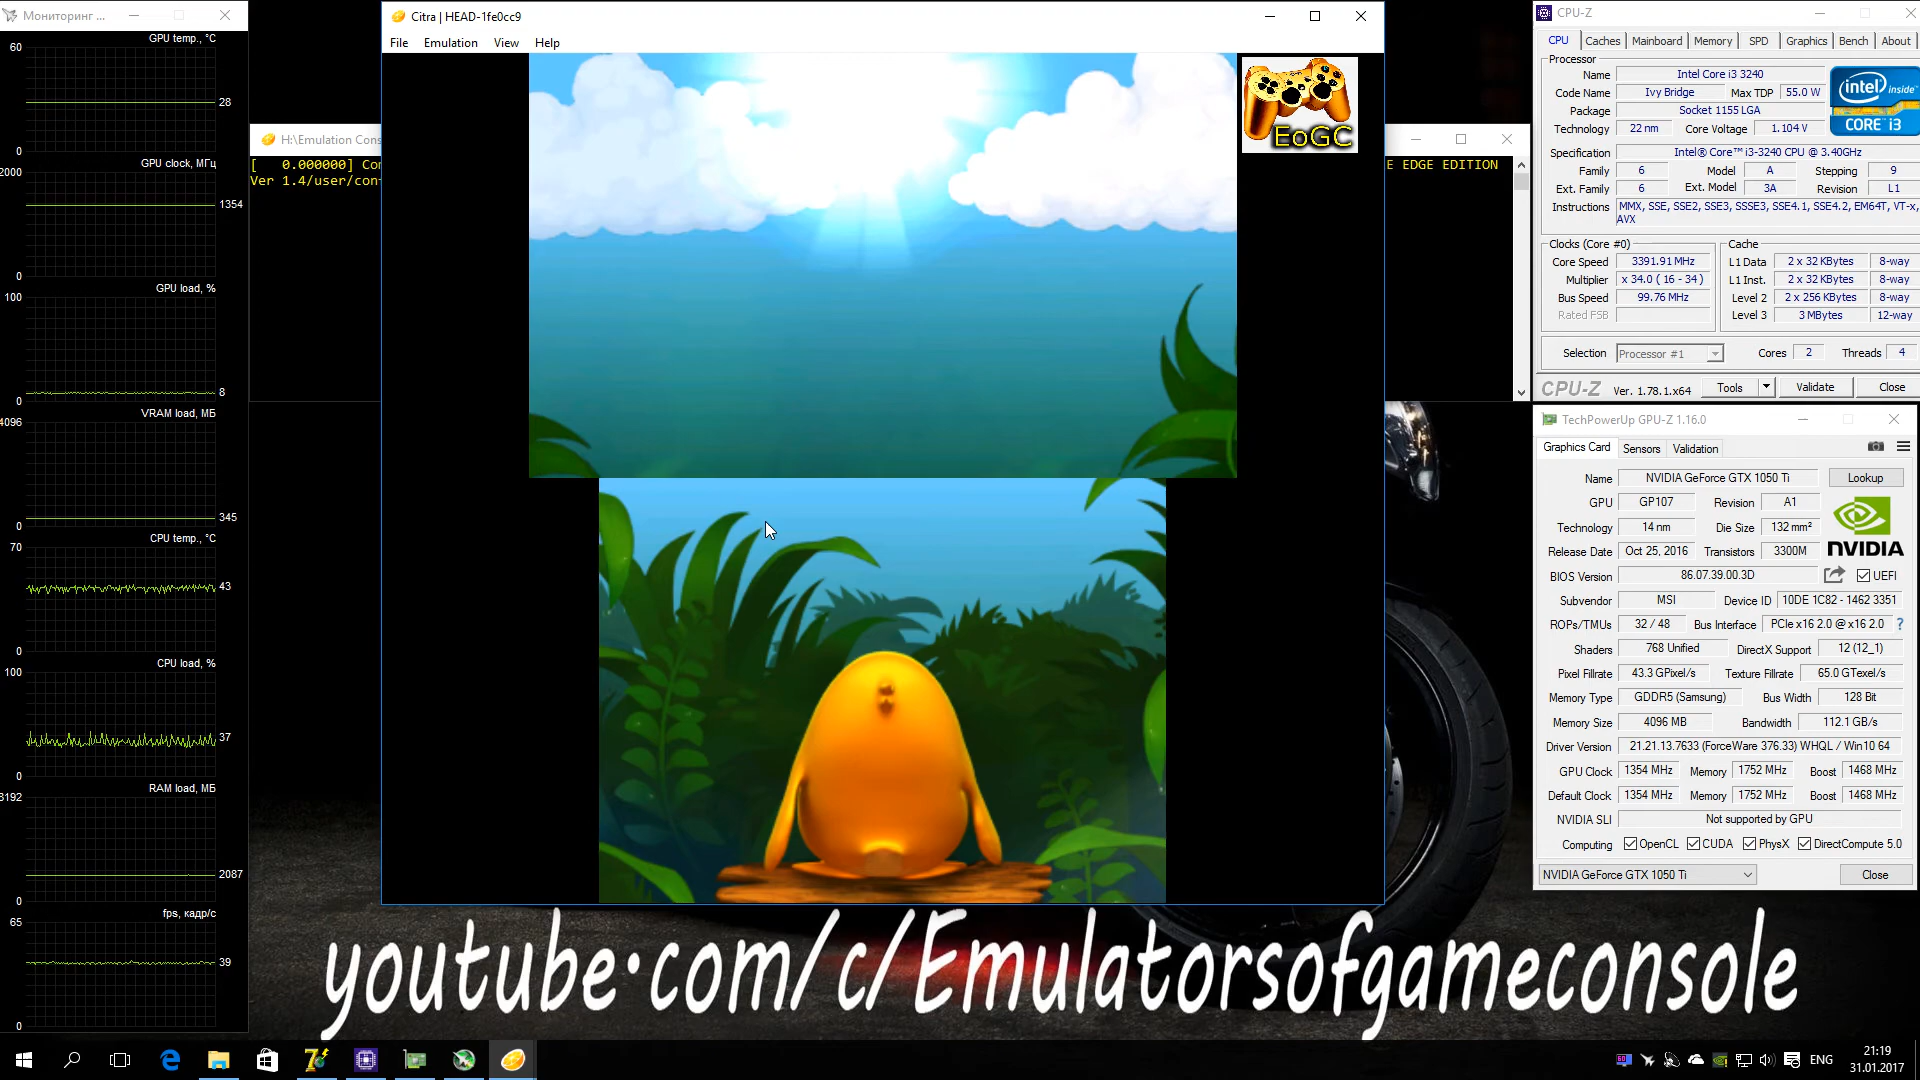 Мониторинг ...
GPU temp., °C
60
28
0
GPU clock, МГц
2000
1354
0
GPU load, %
100
8
0
VRAM load, МБ
4096
345
0
CPU temp., °C
70
43
0
CPU load, %
100
37
0
RAM load, МБ
2087
0
fps, кадр/с
65
39
0
H:\Emulation Cons
[ 0.000000] Cor
Ver 1.4/user/con
E EDGE EDITION
Citra | HEAD-1fe0cc9
File Emulation View Help
EoGC
CPU-Z
CPU Caches Mainboard Memory SPD Graphics Bench About
Processor
Name Intel Core i3 3240
Code Name Ivy Bridge Max TDP 55.0 W
Package Socket 1155 LGA
Technology 22 nm Core Voltage 1.104 V
intel inside
CORE i3
Specification Intel® Core™ i3-3240 CPU @ 3.40GHz
Family 6 Model A Stepping 9
Ext. Family 6 Ext. Model 3A Revision L1
Instructions MMX, SSE, SSE2, SSE3, SSSE3, SSE4.1, SSE4.2, EM64T, VT-x,
AVX
Clocks (Core #0)
Core Speed 3391.91 MHz
Multiplier x 34.0 ( 16 - 34 )
Bus Speed 99.76 MHz
Rated FSB
Cache
L1 Data 2 x 32 KBytes 8-way
L1 Inst. 2 x 32 KBytes 8-way
Level 2 2 x 256 KBytes 8-way
Level 3 3 MBytes 12-way
Selection Processor #1 Cores 2 Threads 4
CPU-Z Ver. 1.78.1.x64 Tools Validate Close
TechPowerUp GPU-Z 1.16.0
Graphics Card Sensors Validation
Name NVIDIA GeForce GTX 1050 Ti Lookup
GPU GP107 Revision A1
Technology 14 nm Die Size 132 mm²
Release Date Oct 25, 2016 Transistors 3300M
NVIDIA
BIOS Version 86.07.39.00.3D UEFI
Subvendor MSI Device ID 10DE 1C82 - 1462 3351
ROPs/TMUs 32 / 48 Bus Interface PCIe x16 2.0 @ x16 2.0 ?
Shaders 768 Unified DirectX Support 12 (12_1)
Pixel Fillrate 43.3 GPixel/s Texture Fillrate 65.0 GTexel/s
Memory Type GDDR5 (Samsung) Bus Width 128 Bit
Memory Size 4096 MB Bandwidth 112.1 GB/s
Driver Version 21.21.13.7633 (ForceWare 376.33) WHQL / Win10 64
GPU Clock 1354 MHz Memory 1752 MHz Boost 1468 MHz
Default Clock 1354 MHz Memory 1752 MHz Boost 1468 MHz
NVIDIA SLI Not supported by GPU
Computing OpenCL CUDA PhysX DirectCompute 5.0
NVIDIA GeForce GTX 1050 Ti Close
youtube.com/c/Emulatorsofgameconsole
ENG
21:19
31.01.2017